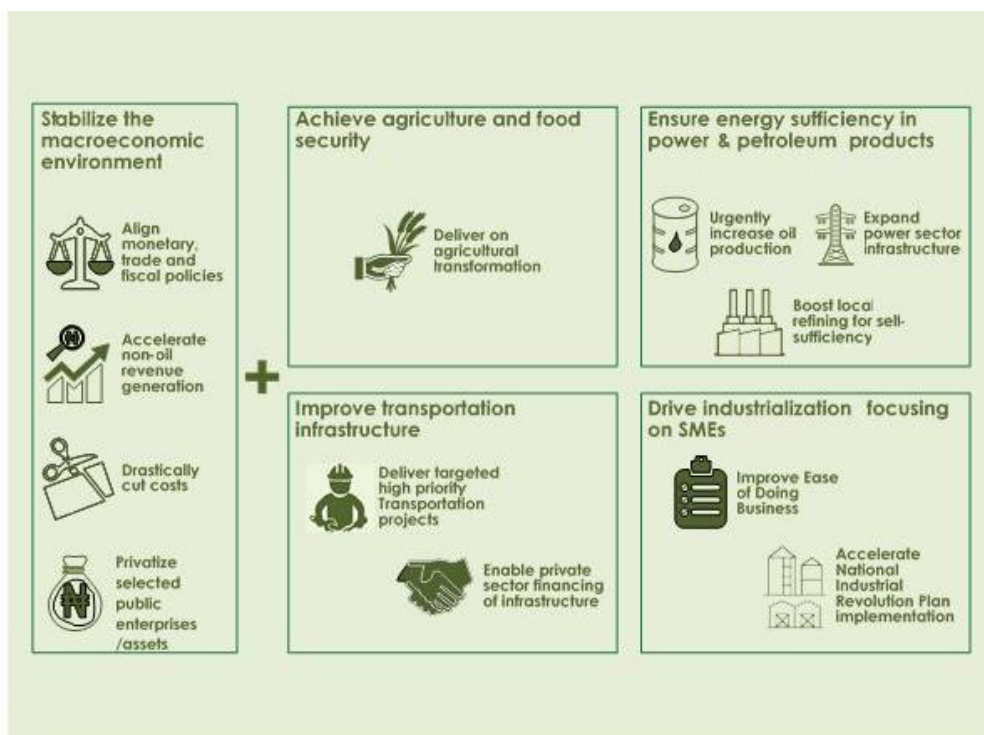 Stabilize the
macroeconomic
environment
Align
monetary,
trade and
fiscal policies
Accelerate
non-oil
revenue
generation
Drastically
cut costs
Privatize
selected
public
enterprises
/assets
+
Achieve agriculture and food
security
Deliver on
agricultural
transformation
Ensure energy sufficiency in
power & petroleum products
Urgently
increase oil
production
Expand
power sector
infrastructure
Boost local
refining for self-
sufficiency
Improve transportation
infrastructure
Deliver targeted
high priority
Transportation
projects
Enable private
sector financing
of infrastructure
Drive industrialization focusing
on SMEs
Improve Ease
of Doing
Business
Accelerate
National
Industrial
Revolution Plan
implementation